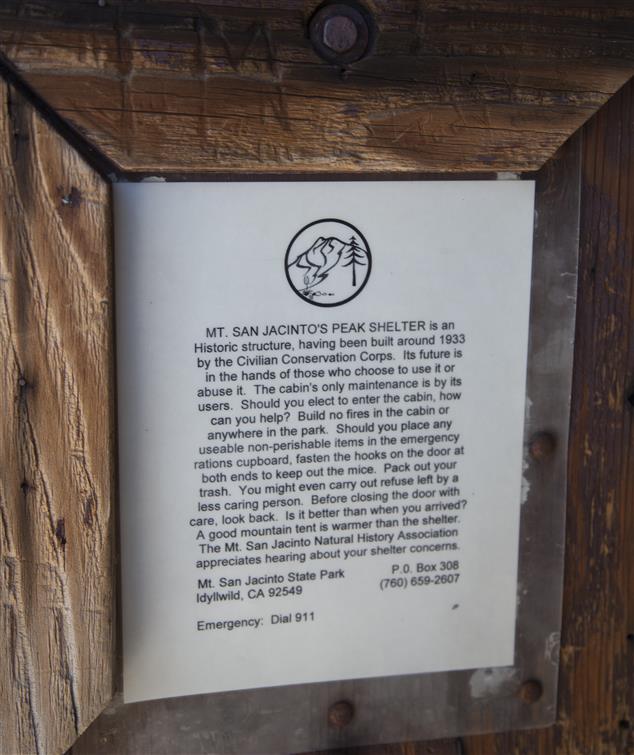 MT. SAN JACINTO'S PEAK SHELTER is an
Historic structure, having been built around 1933
by the Civilian Conservation Corps. Its future is
in the hands of those who choose to use it or
abuse it. The cabin's only maintenance is by its
users. Should you elect to enter the cabin, how
can you help? Build no fires in the cabin or
anywhere in the park. Should you place any
useable non-perishable items in the emergency
rations cupboard, fasten the hooks on the door at
both ends to keep out the mice. Pack out your
trash. You might even carry out refuse left by a
less caring person. Before closing the door with
care, look back. Is it better than when you arrived?
A good mountain tent is warmer than the shelter.
The Mt. San Jacinto Natural History Association
appreciates hearing about your shelter concerns.
Mt. San Jacinto State Park P.O. Box 308
Idyllwild, CA 92549 (760) 659-2607
Emergency: Dial 911